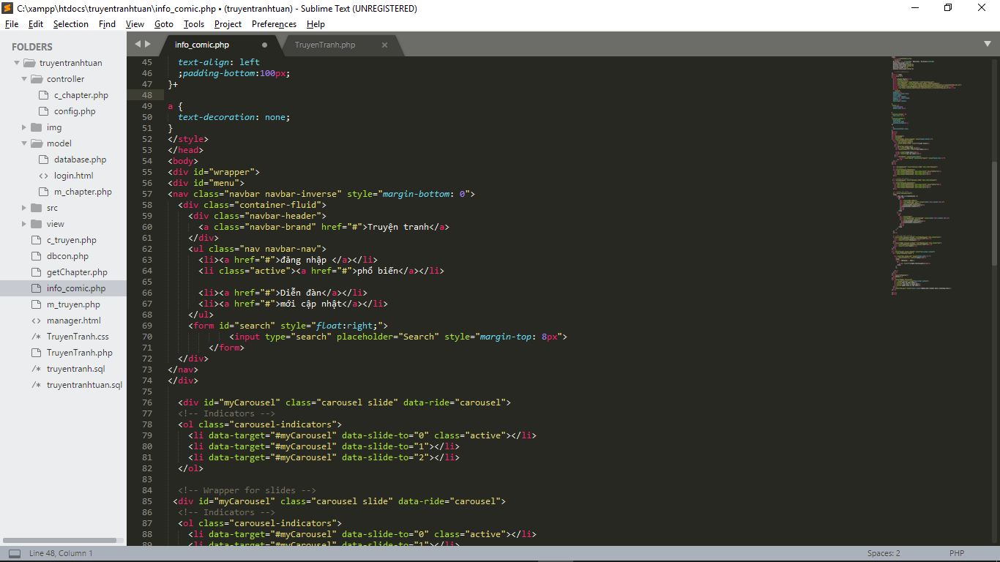 C:\xampp\htdocs\truyentranhtuan\info_comic.php • (truyentranhtuan) - Sublime Text (UNREGISTERED)
File Edit Selection Find View Goto Tools Project Preferences Help
FOLDERS
truyentranhtuan
controller
c_chapter.php
config.php
img
model
database.php
login.html
m_chapter.php
src
view
c_truyen.php
dbcon.php
getChapter.php
info_comic.php
m_truyen.php
manager.html
TruyenTranh.css
TruyenTranh.php
truyentranh.sql
truyentranhtuan.sql
info_comic.php
TruyenTranh.php
45 text-align: left
46 ;padding-bottom:100px;
47 }+
48
49 a {
50 text-decoration: none;
51 }
52 </style>
53 </head>
54 <body>
55 <div id="wrapper">
56 <div id="menu">
57 <nav class="navbar navbar-inverse" style="margin-bottom: 0">
58 <div class="container-fluid">
59 <div class="navbar-header">
60 <a class="navbar-brand" href="#">Truyện tranh</a>
61 </div>
62 <ul class="nav navbar-nav">
63 <li><a href="#">đăng nhập </a></li>
64 <li class="active"><a href="#">phổ biến</a></li>
65
66 <li><a href="#">Diễn đàn</a></li>
67 <li><a href="#">mới cập nhật</a></li>
68 </ul>
69 <form id="search" style="float:right;">
70 <input type="search" placeholder="Search" style="margin-top: 8px">
71 </form>
72 </div>
73 </nav>
74 </div>
75
76 <div id="myCarousel" class="carousel slide" data-ride="carousel">
77 <!-- Indicators -->
78 <ol class="carousel-indicators">
79 <li data-target="#myCarousel" data-slide-to="0" class="active"></li>
80 <li data-target="#myCarousel" data-slide-to="1"></li>
81 <li data-target="#myCarousel" data-slide-to="2"></li>
82 </ol>
83
84 <!-- Wrapper for slides -->
85 <div id="myCarousel" class="carousel slide" data-ride="carousel">
86 <!-- Indicators -->
87 <ol class="carousel-indicators">
88 <li data-target="#myCarousel" data-slide-to="0" class="active"></li>
89 <li data-target="#myCarousel" data-slide-to="1"></li>
Line 48, Column 1
Spaces: 2
PHP